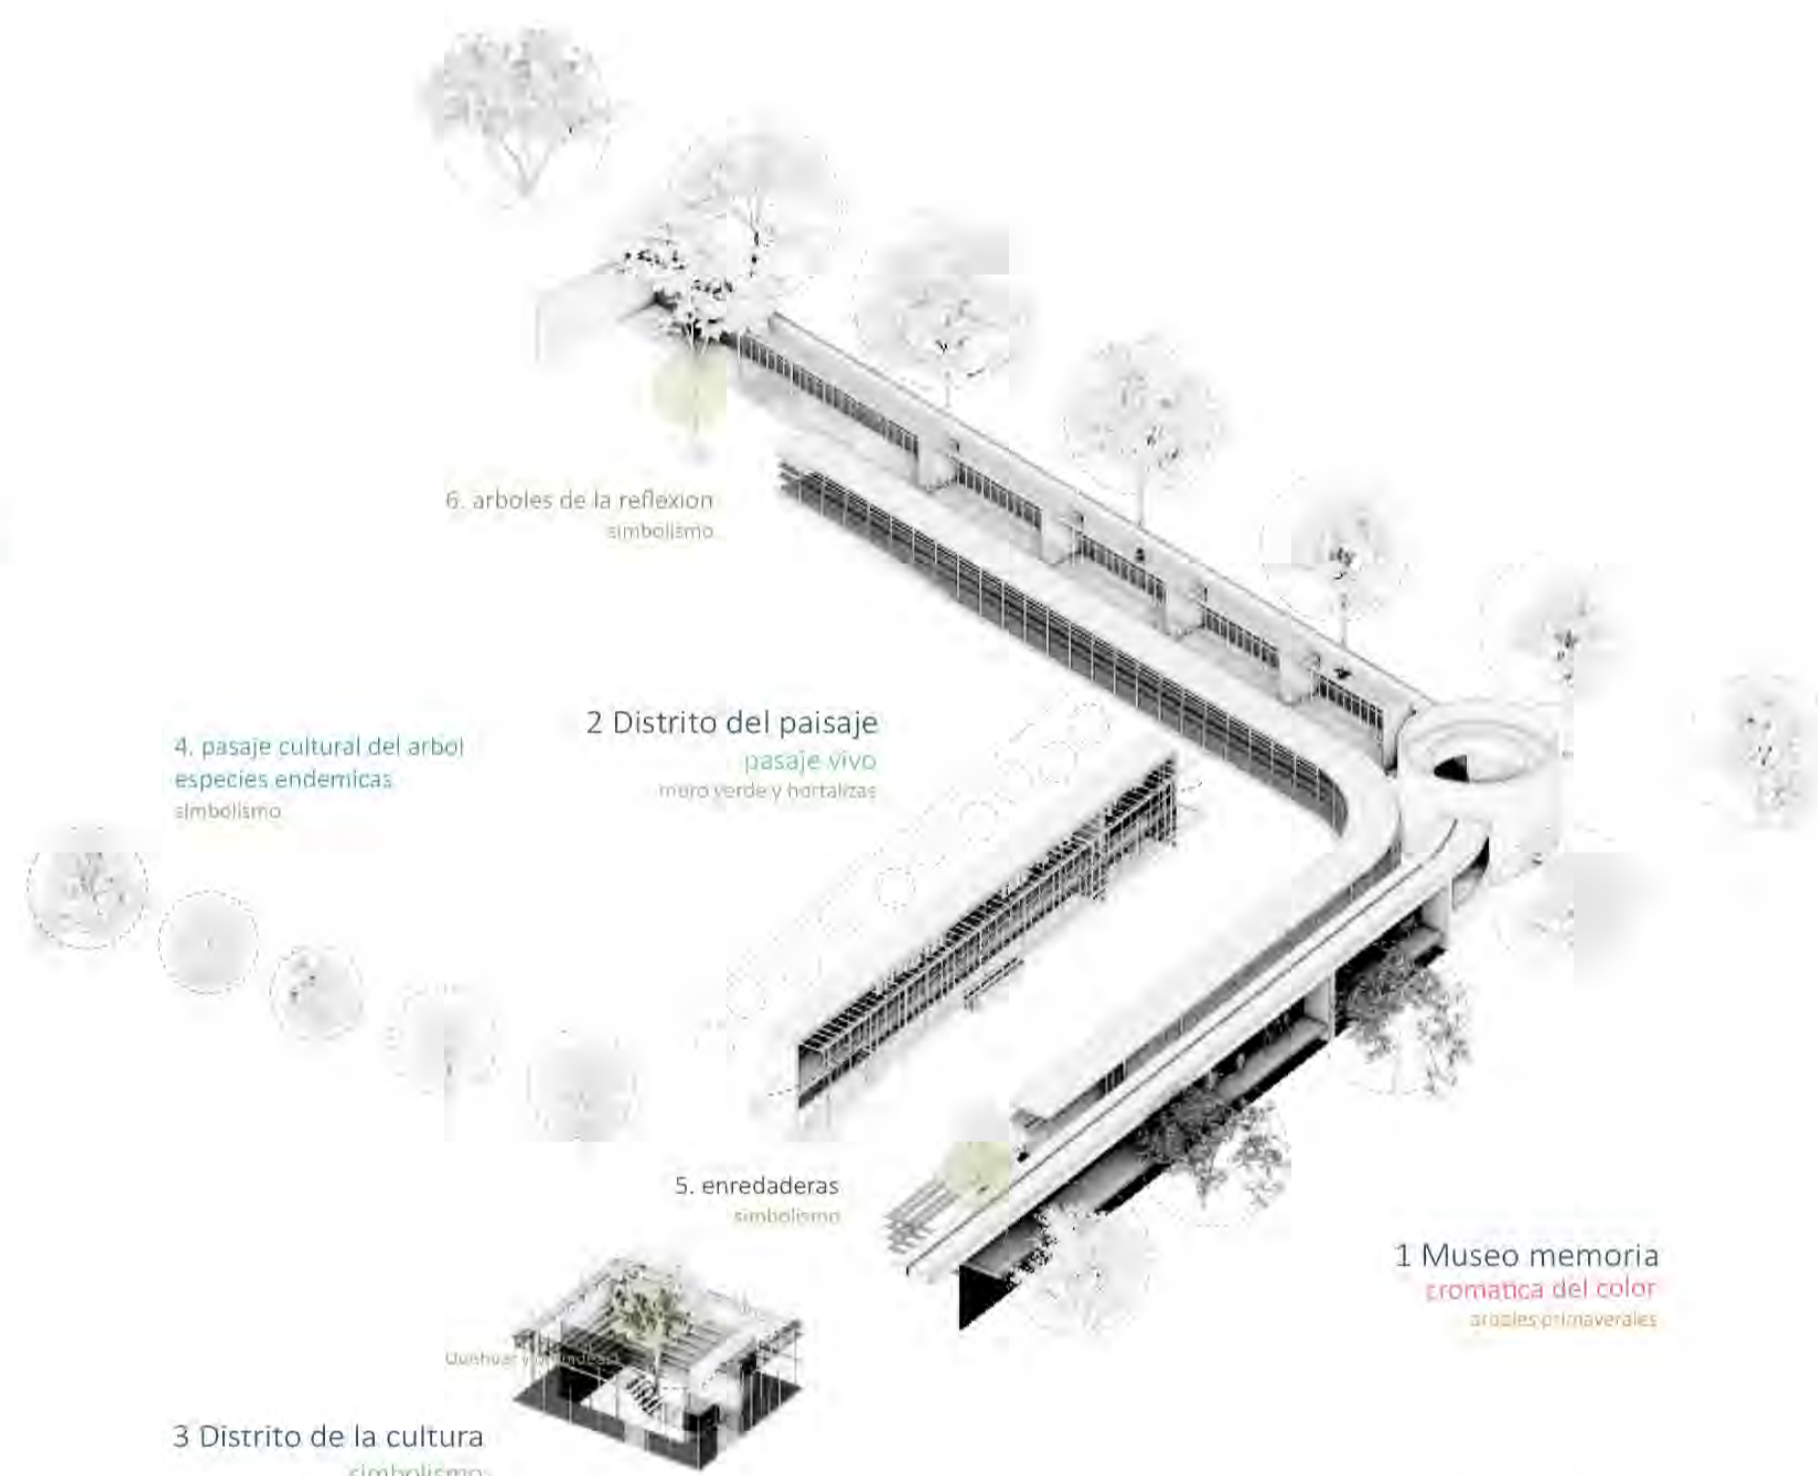 6. arboles de la reflexion
simbolismo
2 Distrito del paisaje
pasaje vivo
muro verde y hortalizas
4. pasaje cultural del arbol
especies endemicas
simbolismo
5. enredaderas
simbolismo
1 Museo memoria
cromatica del color
arboles primaverales
3 Distrito de la cultura
simbolismo